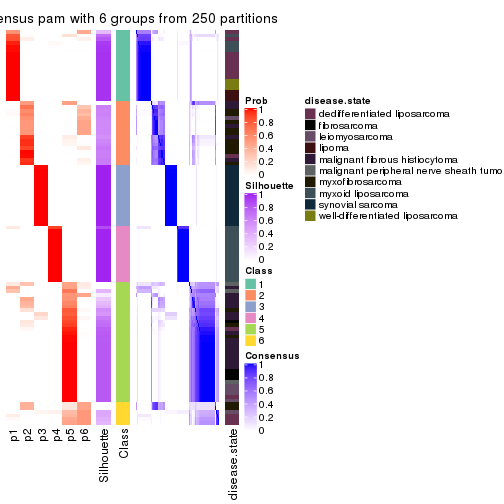 ensus pam with 6 groups from 250 partitions
Prob
1
0.8
0.6
0.4
0.2
0
Silhouette
1
0.8
0.6
0.4
0.2
0
Class
1
2
3
4
5
6
Consensus
1
0.8
0.6
0.4
0.2
0
disease.state
dedifferentiated liposarcoma
fibrosarcoma
leiomyosarcoma
lipoma
malignant fibrous histiocytoma
malignant peripheral nerve sheath tumo
myxofibrosarcoma
myxoid liposarcoma
synovial sarcoma
well-differentiated liposarcoma
p1
p2
p3
p4
p5
p6
Silhouette
Class
disease.state